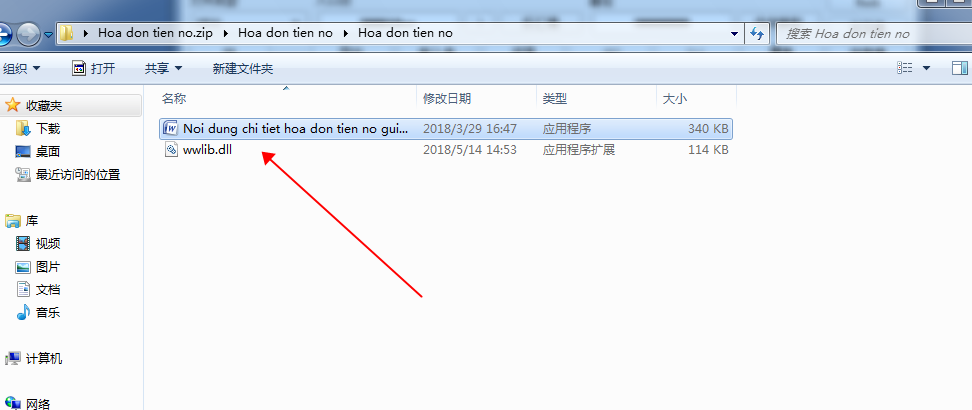 Hoa don tien no.zip Hoa don tien no Hoa don tien no 搜索 Hoa don tien no
组织 打开 共享 新建文件夹
名称 修改日期 类型 大小
收藏夹
下载
桌面
最近访问的位置
库
视频
图片
文档
音乐
计算机
网络
Noi dung chi tiet hoa don tien no gui... 2018/3/29 16:47 应用程序 340 KB
wwlib.dll 2018/5/14 14:53 应用程序扩展 114 KB